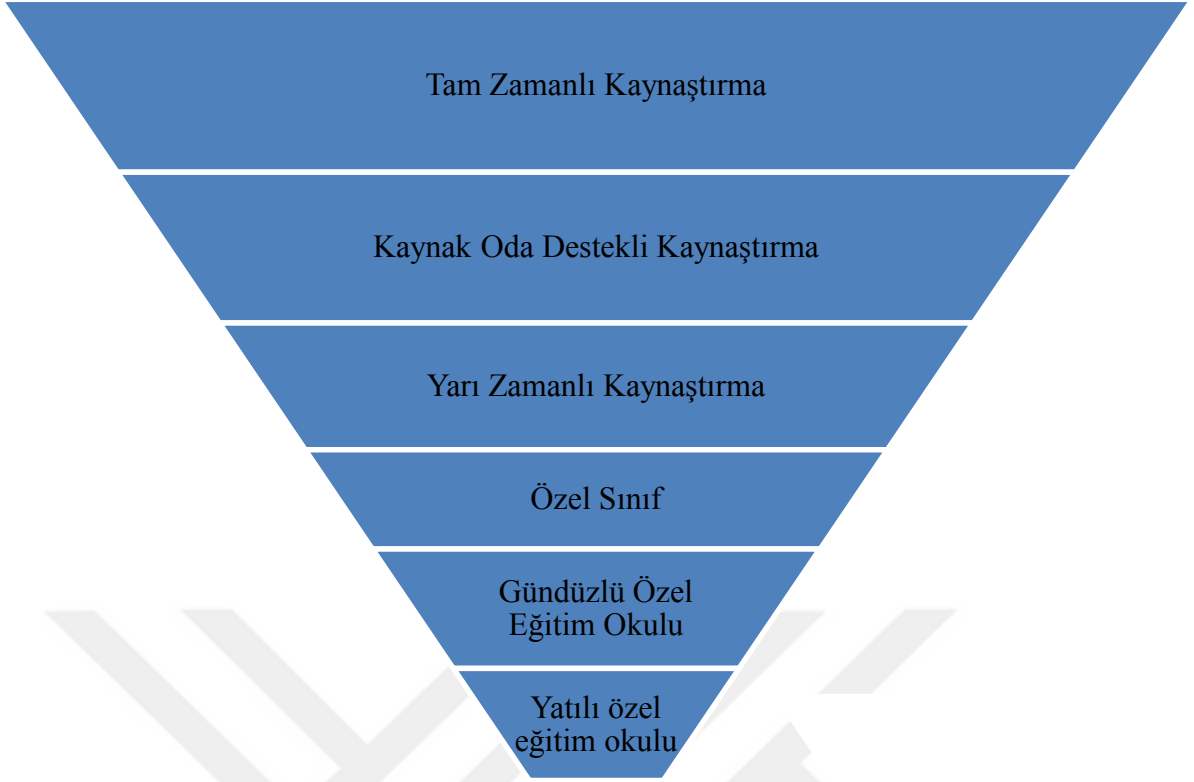 Tam Zamanlı Kaynaştırma
Kaynak Oda Destekli Kaynaştırma
Yarı Zamanlı Kaynaştırma
Özel Sınıf
Gündüzlü Özel
Eğitim Okulu
Yatılı özel
eğitim okulu